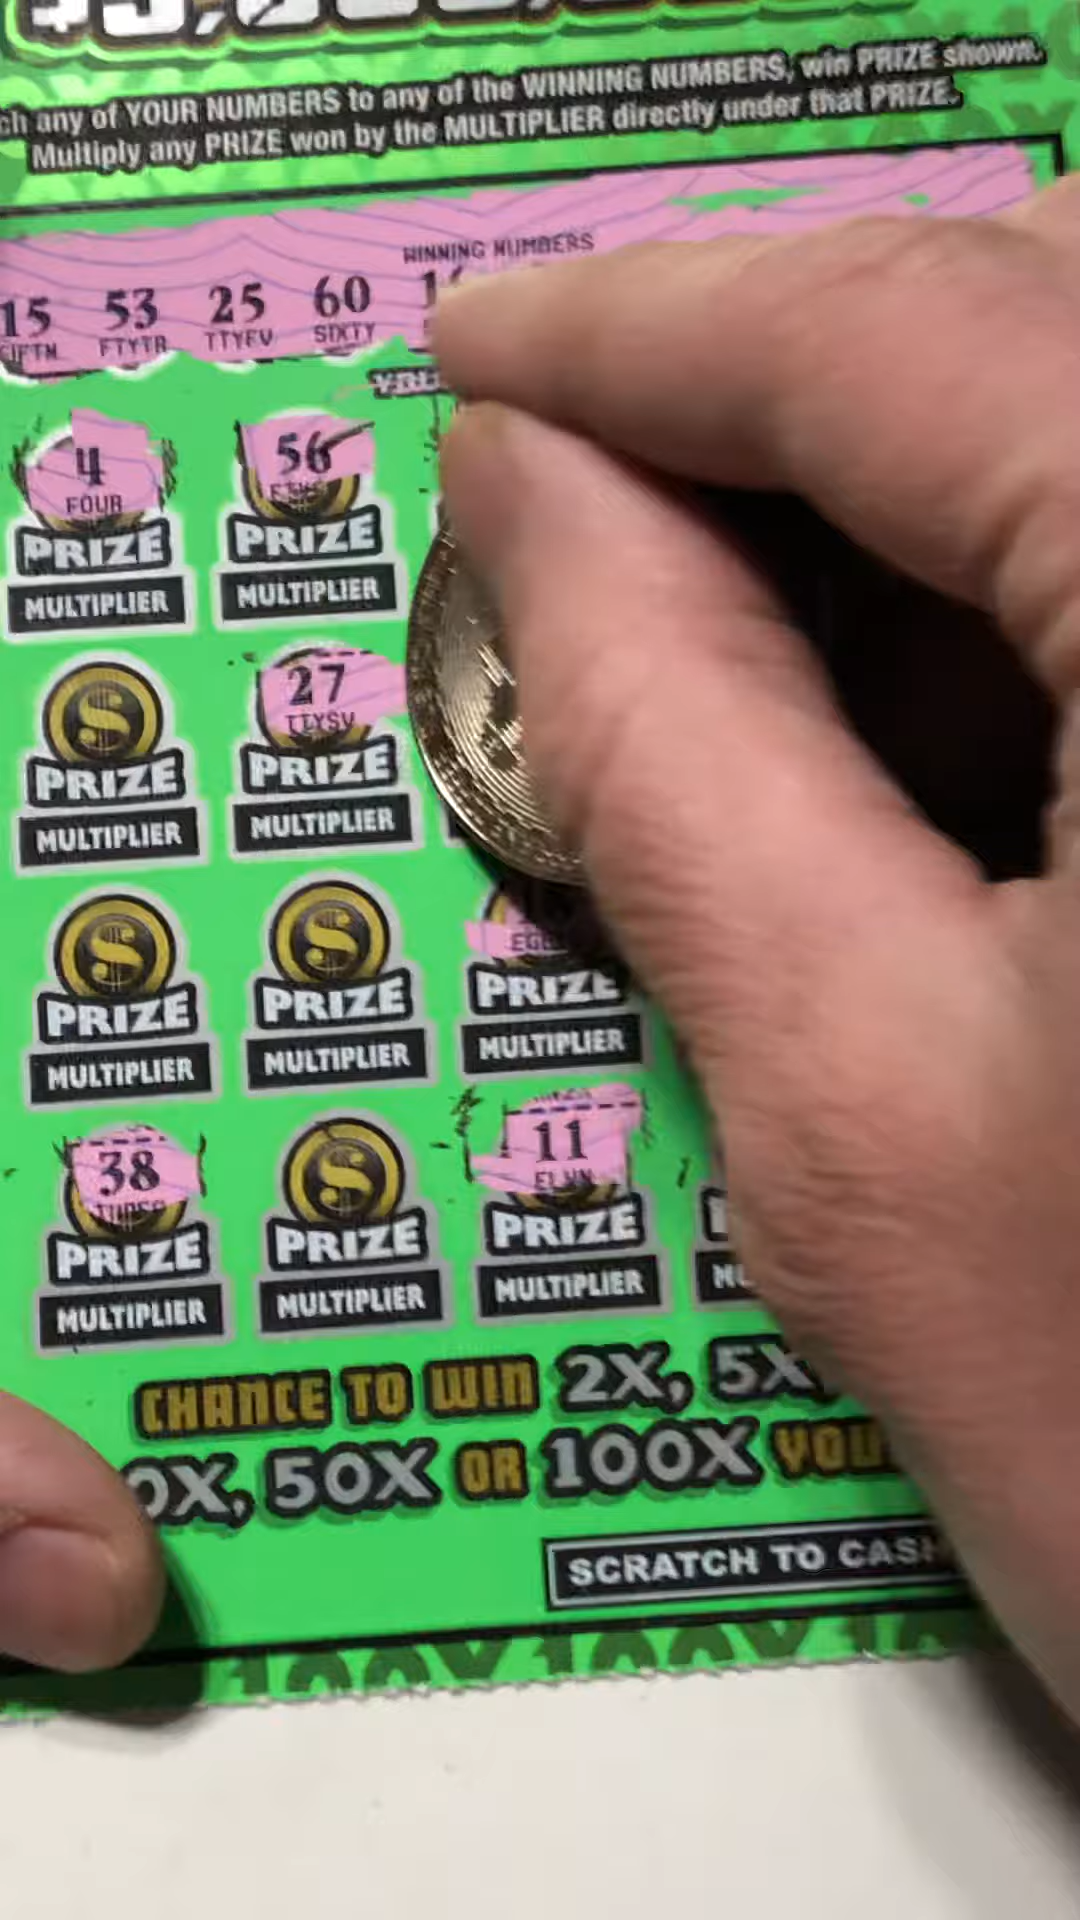 any of YOUR NUMBERS to any of the WINNING NUMBERS, win PRIZE shown.
Multiply any PRIZE won by the MULTIPLIER directly under that PRIZE.
WINNING NUMBERS
15 53 25 60
FIFTN FTYTR TTYFV SIXTY
4 56
FOUR
PRIZE PRIZE
MULTIPLIER MULTIPLIER
27
TTYSV
PRIZE PRIZE
MULTIPLIER MULTIPLIER
PRIZE PRIZE PRIZE
MULTIPLIER MULTIPLIER MULTIPLIER
38 11
ELVN
PRIZE PRIZE PRIZE
MULTIPLIER MULTIPLIER MULTIPLIER
CHANCE TO WIN 2X, 5X,
0X, 50X OR 100X
SCRATCH TO CASH